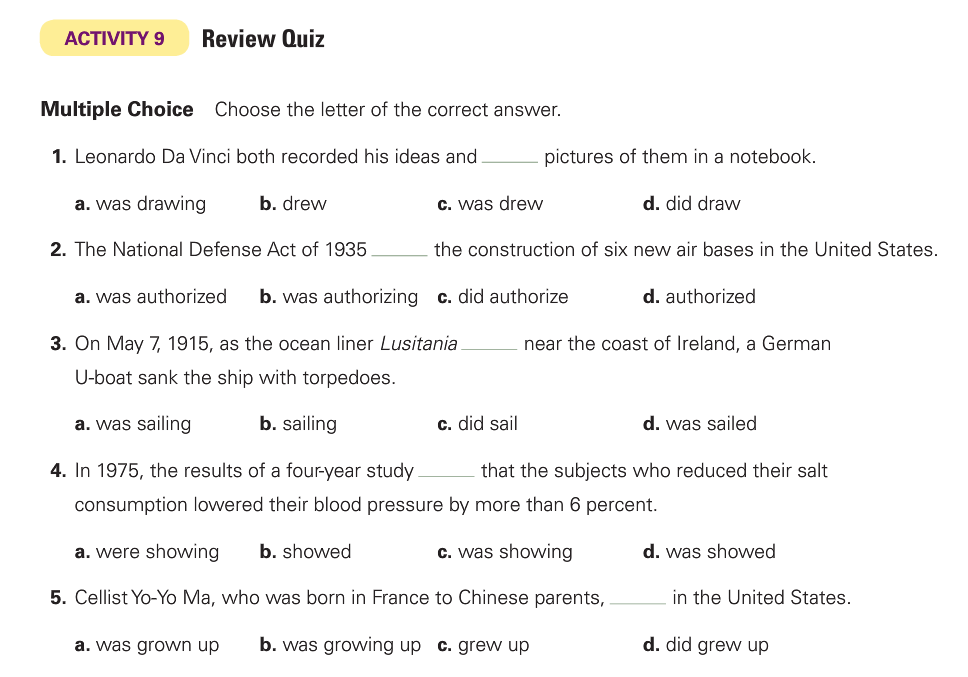 ACTIVITY 9 Review Quiz
Multiple Choice Choose the letter of the correct answer.
1. Leonardo Da Vinci both recorded his ideas and _____ pictures of them in a notebook.
a. was drawing b. drew c. was drew d. did draw
2. The National Defense Act of 1935 _____ the construction of six new air bases in the United States.
a. was authorized b. was authorizing c. did authorize d. authorized
3. On May 7, 1915, as the ocean liner Lusitania _____ near the coast of Ireland, a German
U-boat sank the ship with torpedoes.
a. was sailing b. sailing c. did sail d. was sailed
4. In 1975, the results of a four-year study _____ that the subjects who reduced their salt
consumption lowered their blood pressure by more than 6 percent.
a. were showing b. showed c. was showing d. was showed
5. Cellist Yo-Yo Ma, who was born in France to Chinese parents, _____ in the United States.
a. was grown up b. was growing up c. grew up d. did grew up